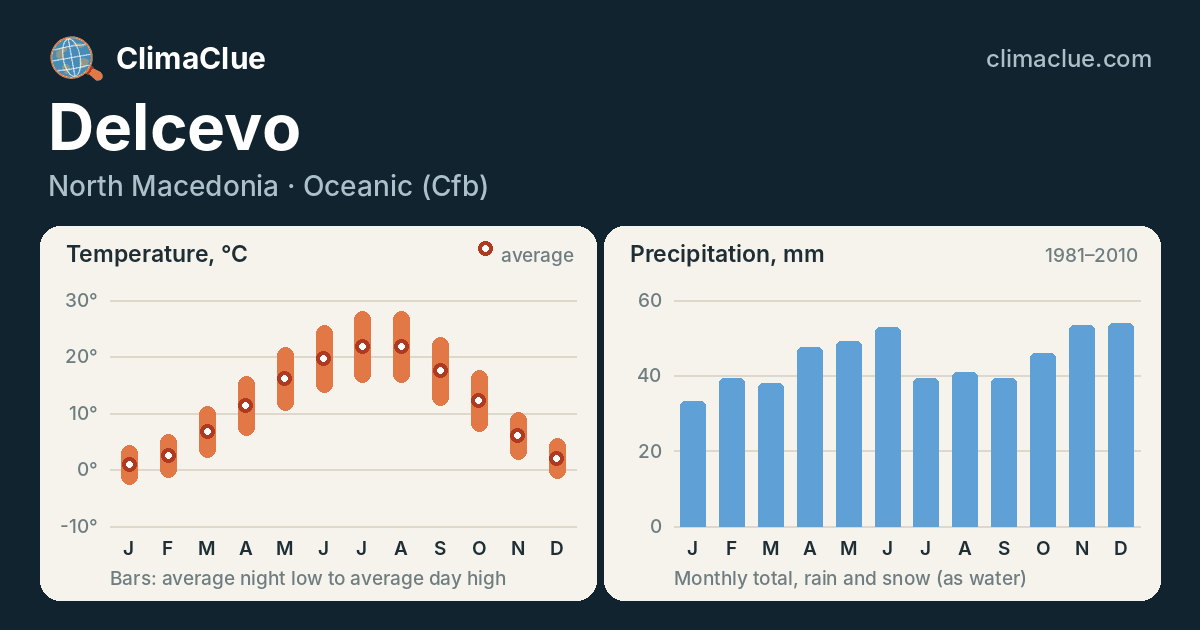 ClimaClue
climaclue.com
Delcevo
North Macedonia · Oceanic (Cfb)
Temperature, °C
average
30°
20°
10°
0°
-10°
J F M A M J J A S O N D
Bars: average night low to average day high
Precipitation, mm
1981–2010
60
40
20
0
J F M A M J J A S O N D
Monthly total, rain and snow (as water)